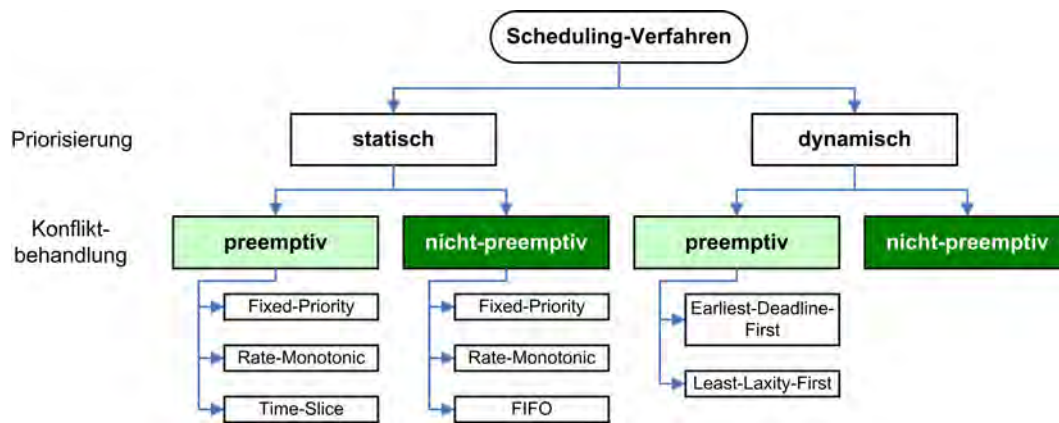 Scheduling-Verfahren
Priorisierung
statisch
dynamisch
Konflikt-
behandlung
preemptiv
nicht-preemptiv
preemptiv
nicht-preemptiv
Fixed-Priority
Rate-Monotonic
Time-Slice
Fixed-Priority
Rate-Monotonic
FIFO
Earliest-Deadline-
First
Least-Laxity-First